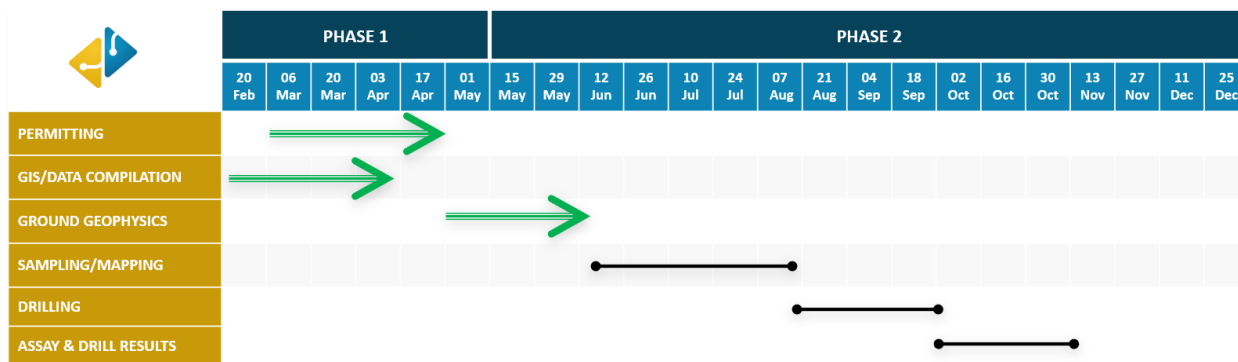 PHASE 1 PHASE 2
20 06 20 03 17 01 15 29 12 26 10 24 07 21 04 18 02 16 30 13 27 11 25
Feb Mar Mar Apr Apr May May May Jun Jun Jul Jul Aug Aug Sep Sep Oct Oct Oct Nov Nov Dec Dec
PERMITTING
GIS/DATA COMPILATION
GROUND GEOPHYSICS
SAMPLING/MAPPING
DRILLING
ASSAY & DRILL RESULTS